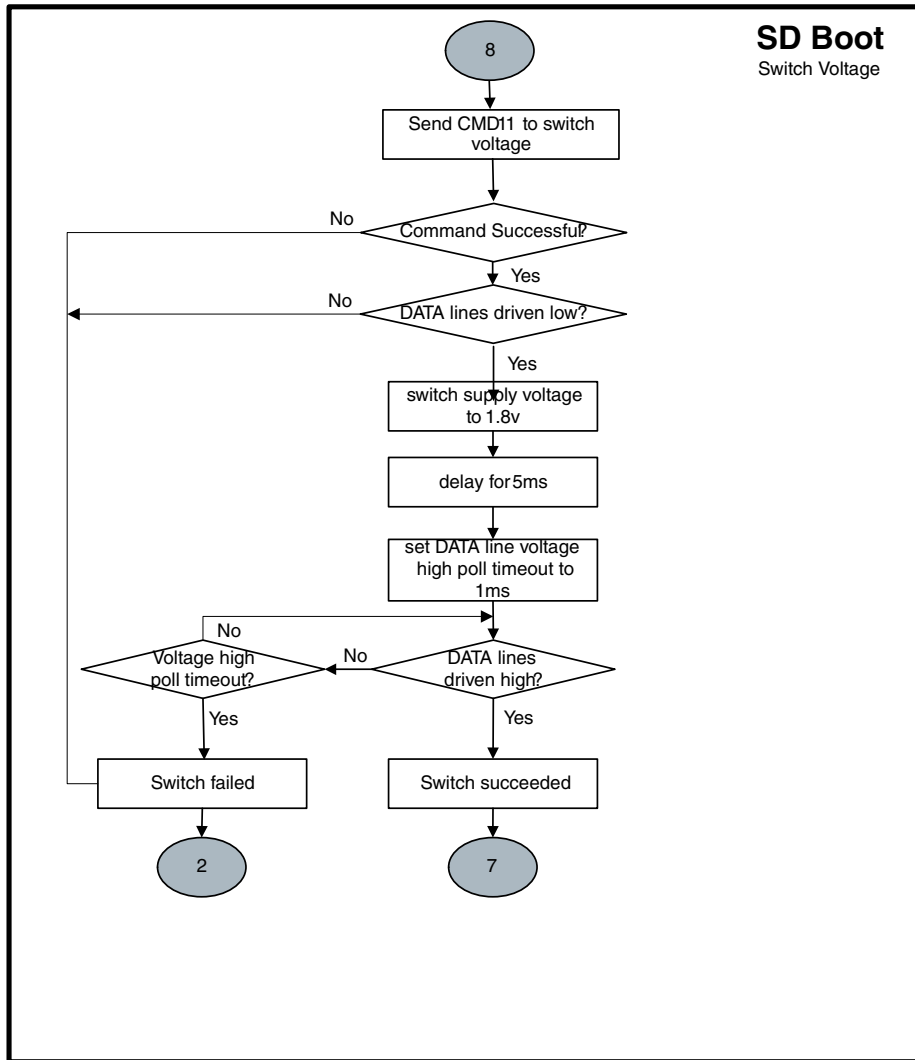 SD Boot
Switch Voltage
8
Send CMD11 to switch
voltage
No
Command Successful?
Yes
No
DATA lines driven low?
Yes
switch supply voltage
to 1.8v
delay for 5ms
set DATA line voltage
high poll timeout to
1ms
No
Voltage high
poll timeout?
No
DATA lines
driven high?
Yes
Yes
Switch failed
Switch succeeded
2
7